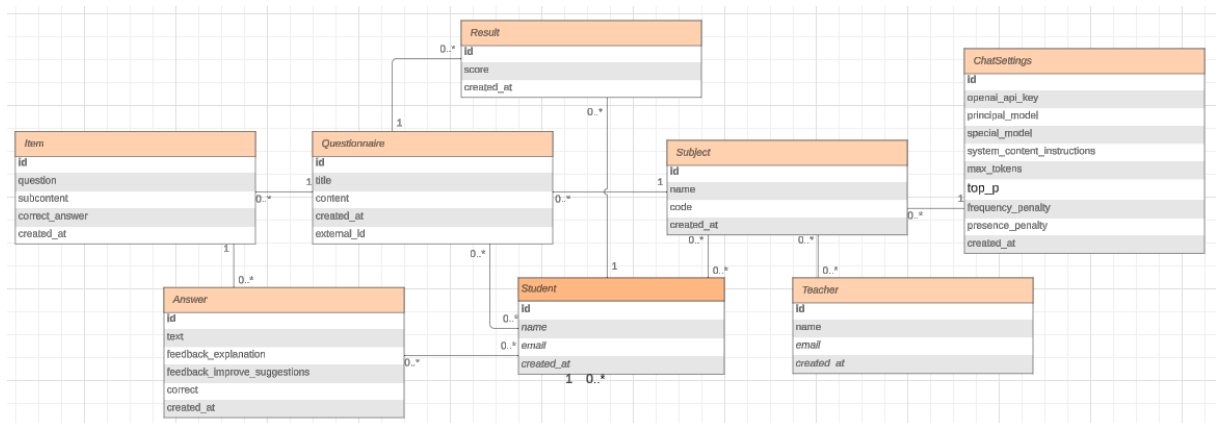 Result
id
score
created_at
0..*
1
0..*
ChatSettings
id
openai_api_key
principal_model
special_model
system_content_instructions
max_tokens
top_p
frequency_penalty
presence_penalty
created_at
Item
id
question
subcontent
correct_answer
created_at
1
0..*
Questionnaire
id
title
content
created_at
external_id
1
0..*
Subject
id
name
code
created_at
1
0..*
1
0..*
0..*
0..*
0..*
0..*
1
0..*
Answer
id
text
feedback_explanation
feedback_improve_suggestions
correct
created_at
0..*
0..*
0..*
Student
id
name
email
created_at
1 0..*
Teacher
id
name
email
created_at